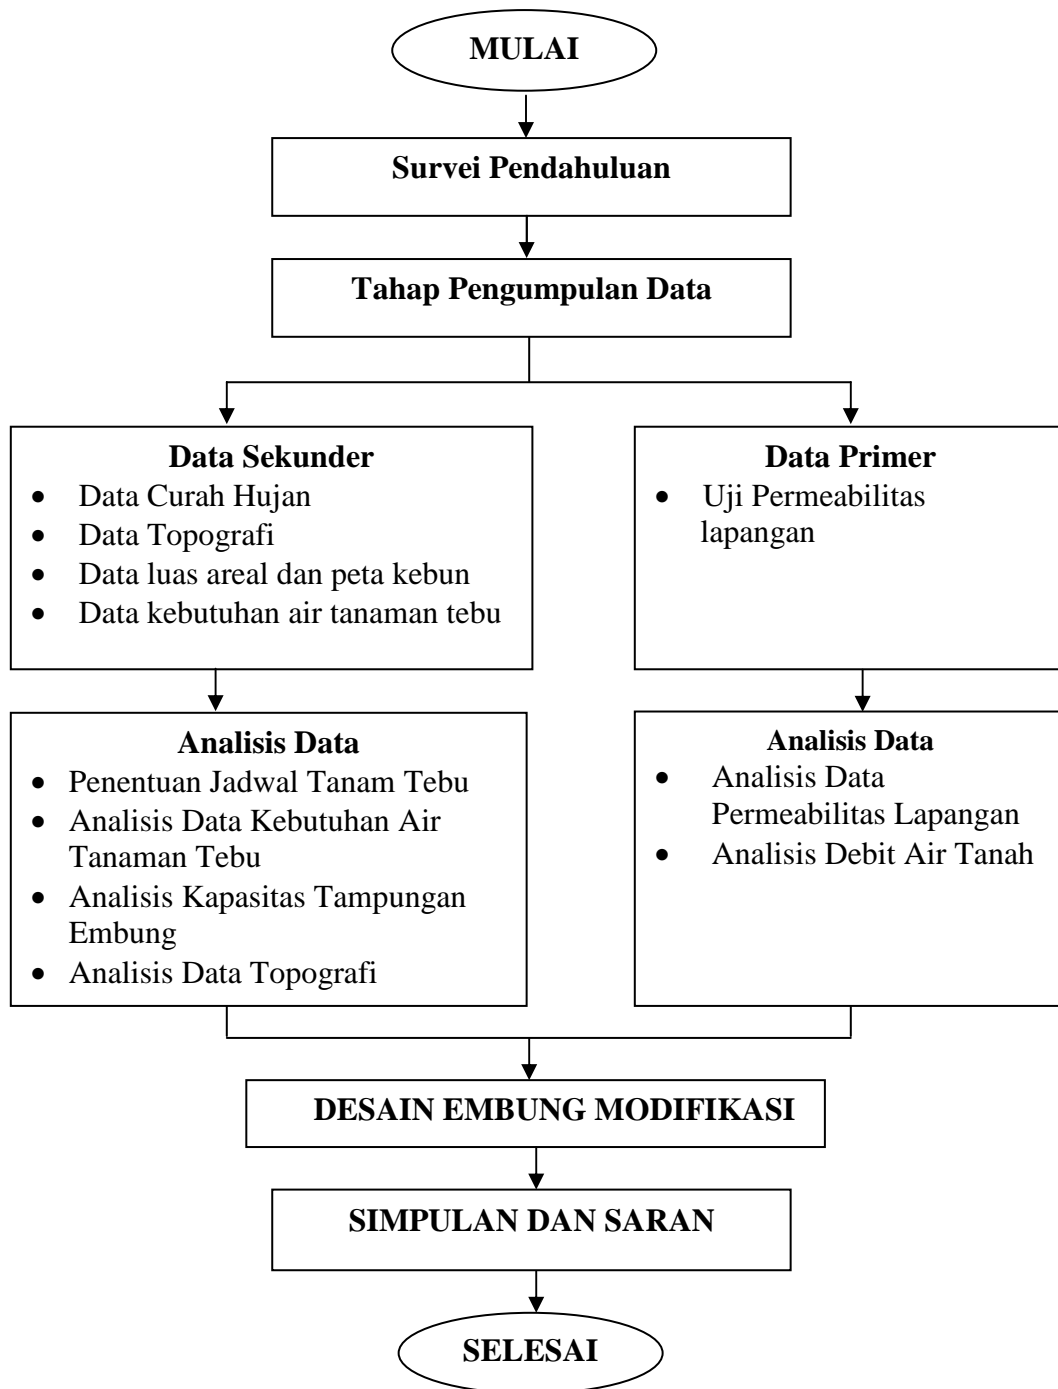 MULAI
Survei Pendahuluan
Tahap Pengumpulan Data
Data Sekunder
• Data Curah Hujan
• Data Topografi
• Data luas areal dan peta kebun
• Data kebutuhan air tanaman tebu
Data Primer
• Uji Permeabilitas
lapangan
Analisis Data
• Penentuan Jadwal Tanam Tebu
• Analisis Data Kebutuhan Air
Tanaman Tebu
• Analisis Kapasitas Tampungan
Embung
• Analisis Data Topografi
Analisis Data
• Analisis Data
Permeabilitas Lapangan
• Analisis Debit Air Tanah
DESAIN EMBUNG MODIFIKASI
SIMPULAN DAN SARAN
SELESAI